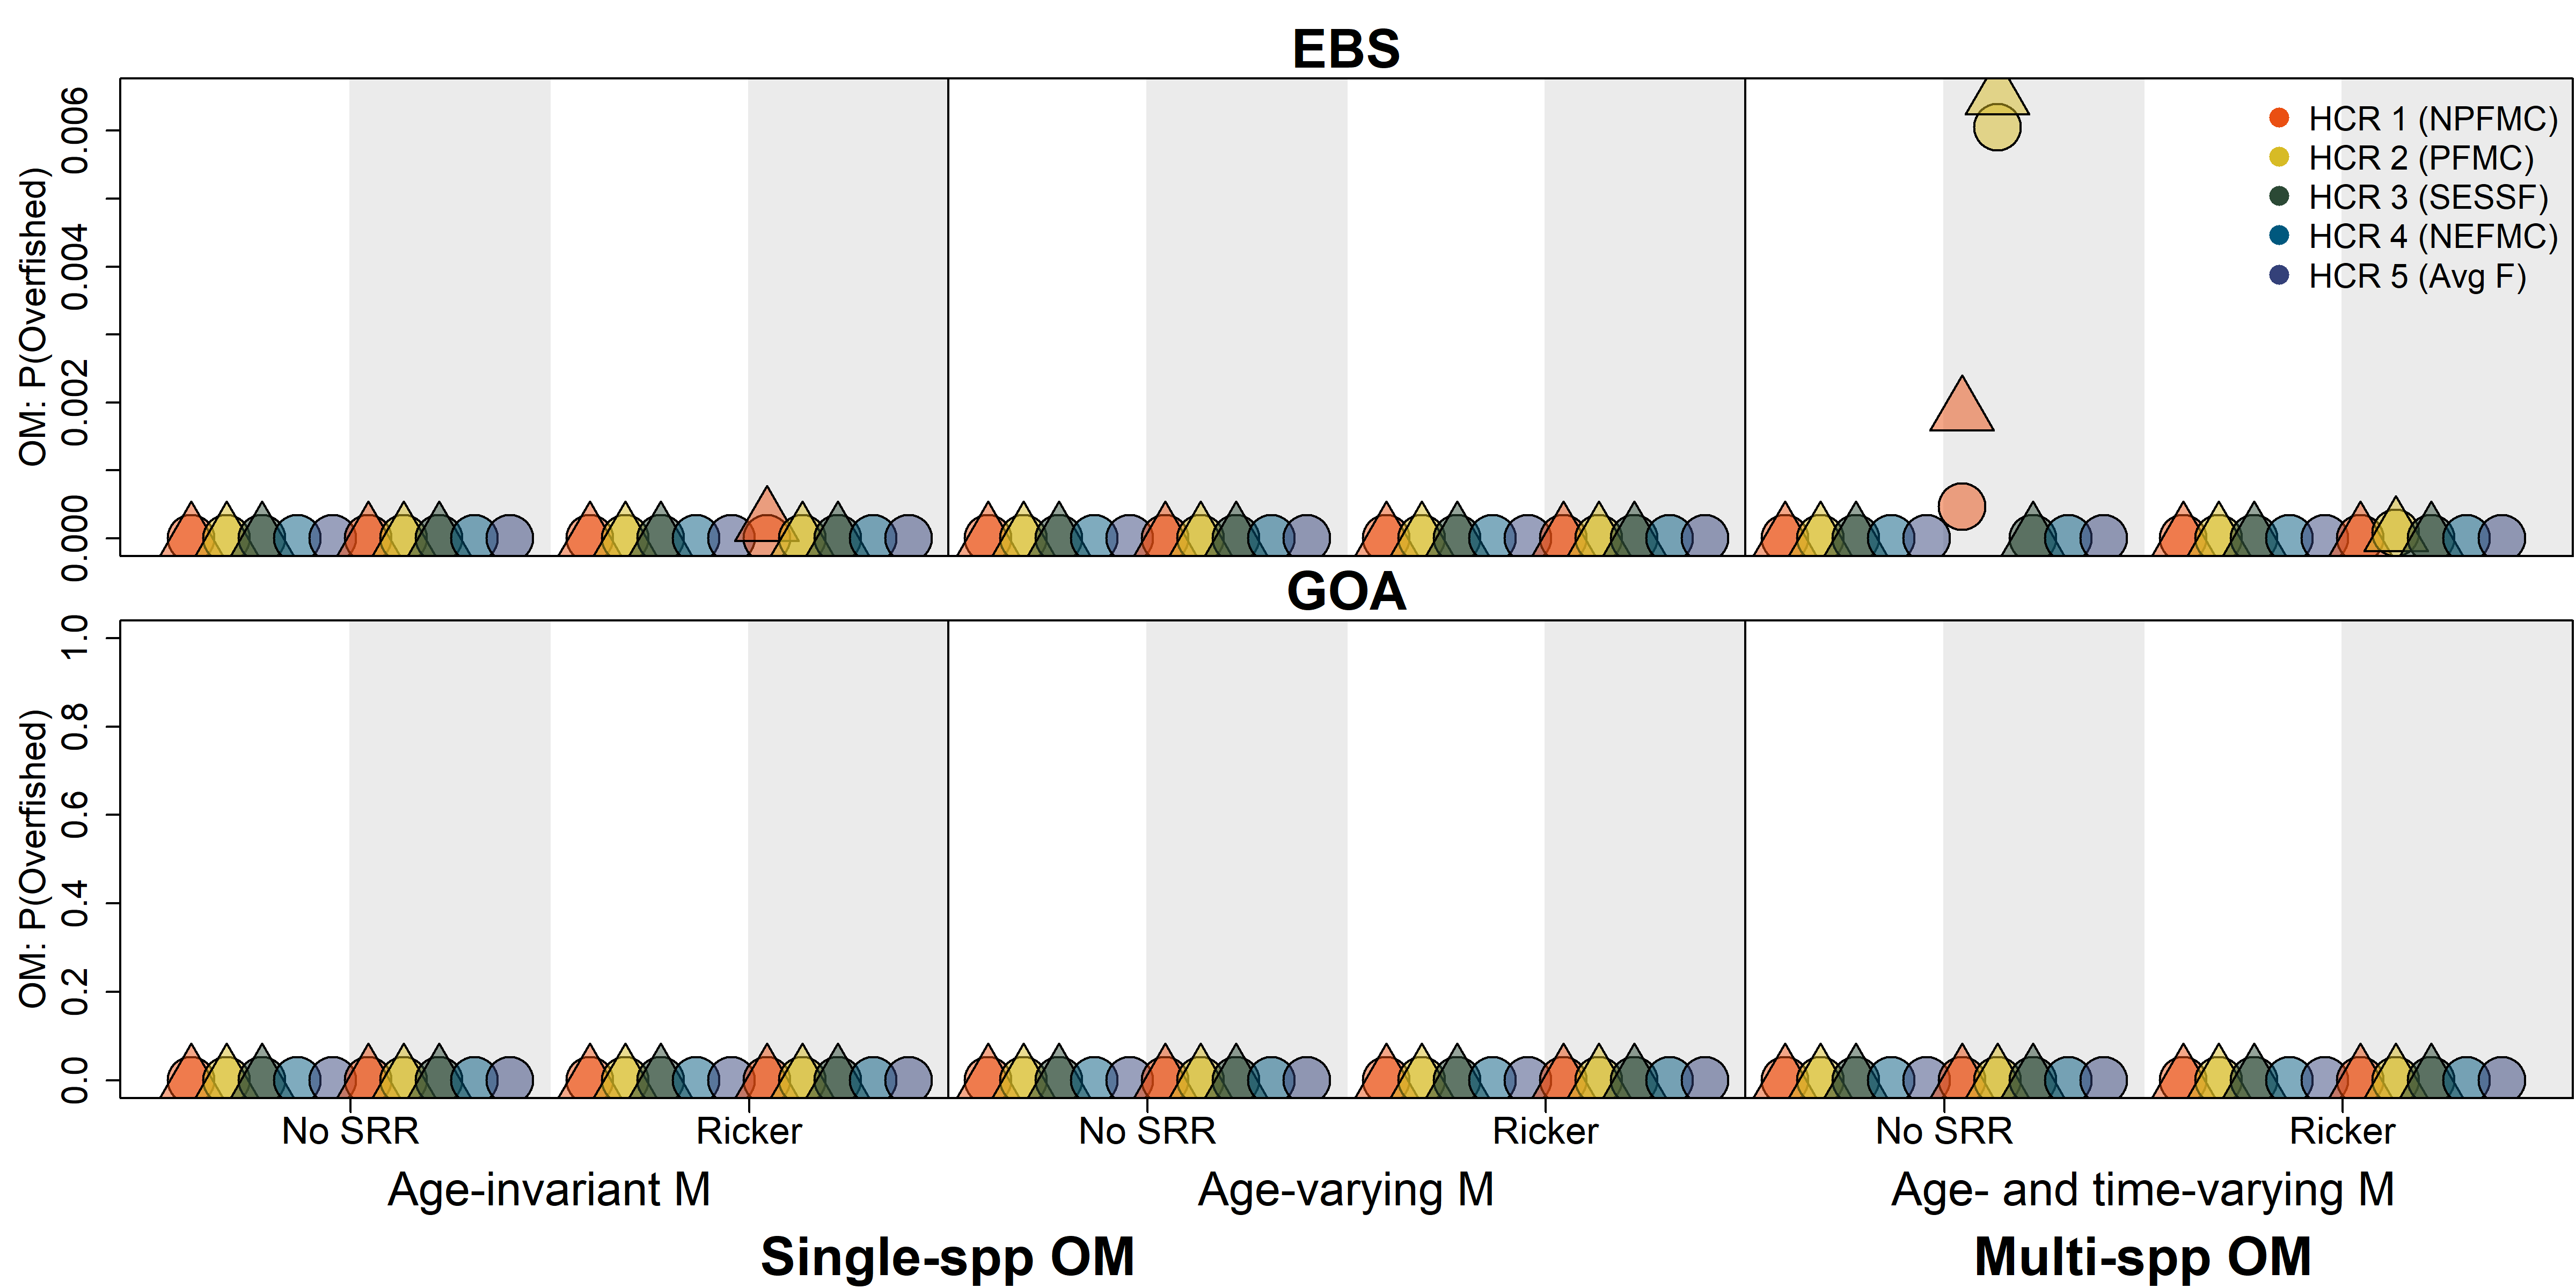 EBS
OM: P(Overfished)
0.006
0.004
0.002
0.000
HCR 1 (NPFMC)
HCR 2 (PFMC)
HCR 3 (SESSF)
HCR 4 (NEFMC)
HCR 5 (Avg F)
GOA
OM: P(Overfished)
1.0
0.8
0.6
0.4
0.2
0.0
No SRR Ricker No SRR Ricker No SRR Ricker
Age-invariant M Age-varying M Age- and time-varying M
Single-spp OM Multi-spp OM